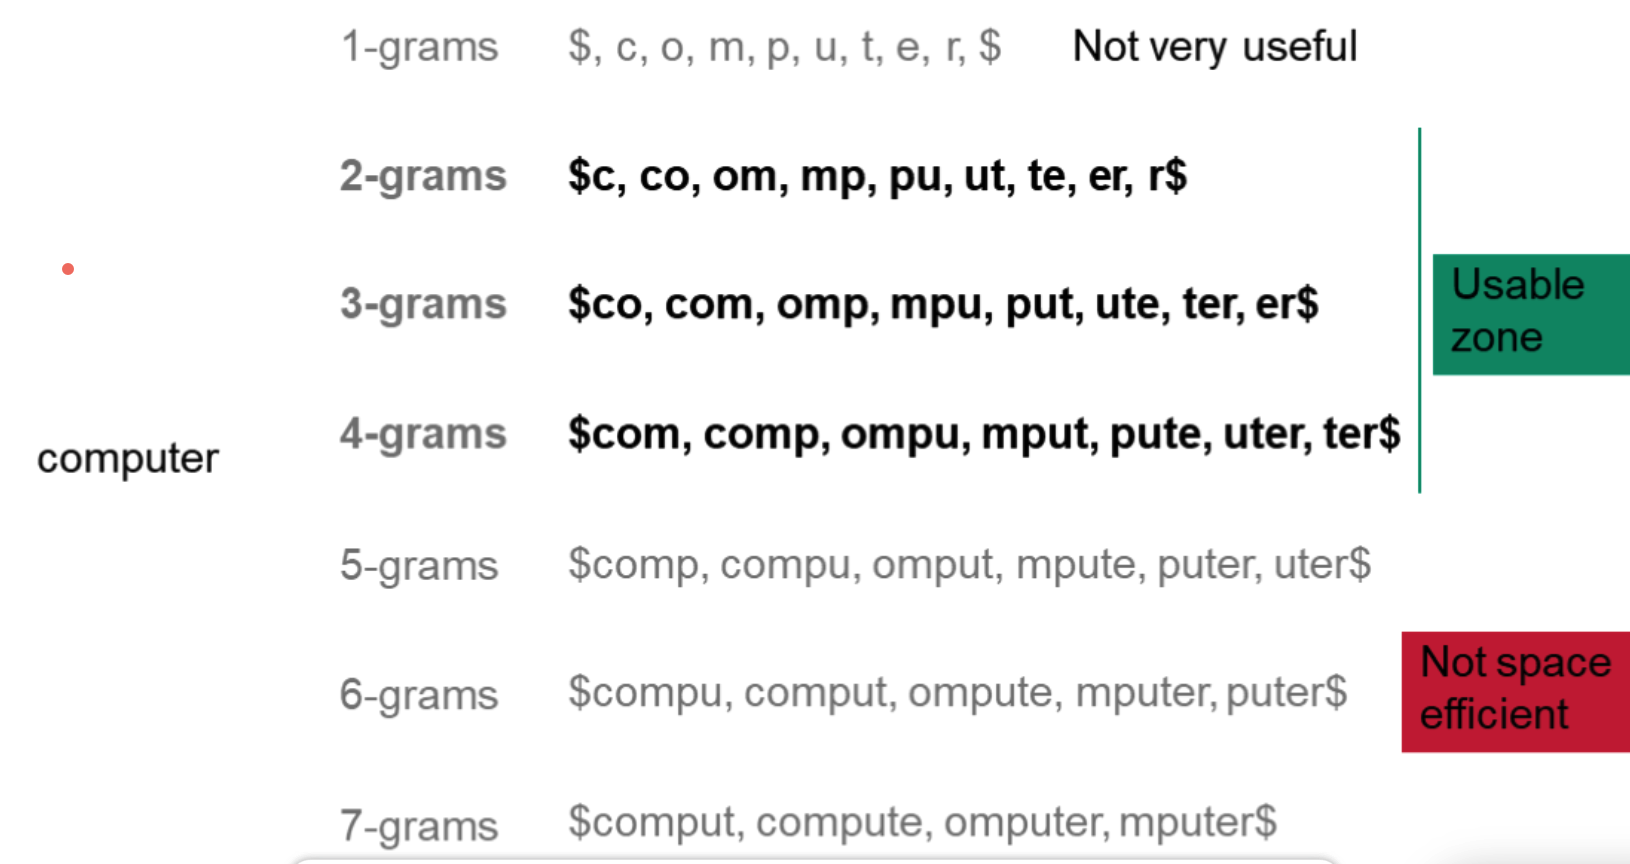 1-grams $, c, o, m, p, u, t, e, r, $ Not very useful
2-grams $c, co, om, mp, pu, ut, te, er, r$
3-grams $co, com, omp, mpu, put, ute, ter, er$
Usable
zone
4-grams $com, comp, ompu, mput, pute, uter, ter$
computer
5-grams $comp, compu, omput, mpute, puter, uter$
6-grams $compu, comput, ompute, mputer, puter$
Not space
efficient
7-grams $comput, compute, omputer, mputer$